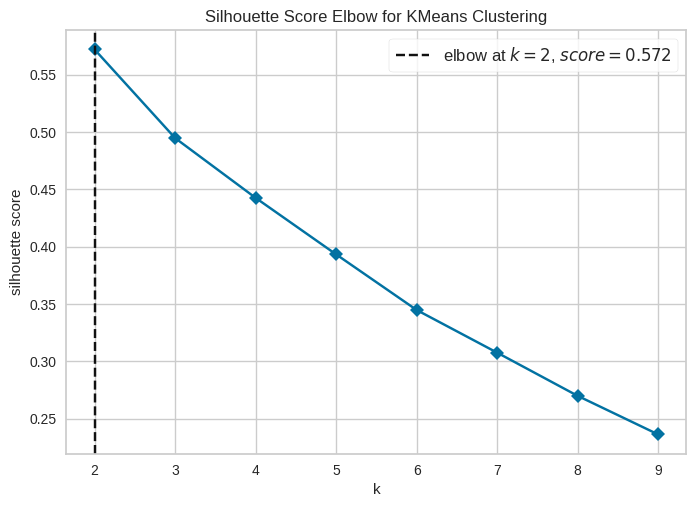 Silhouette Score Elbow for KMeans Clustering
elbow at k = 2, score = 0.572
silhouette score
0.55
0.50
0.45
0.40
0.35
0.30
0.25
2 3 4 5 6 7 8 9
k